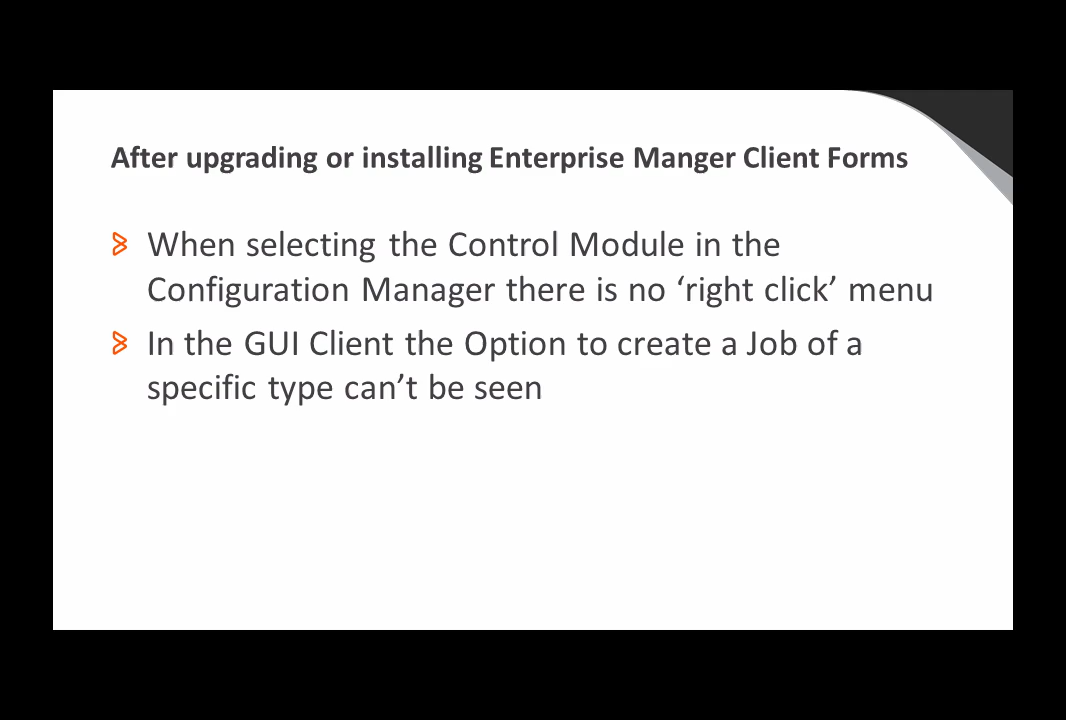 After upgrading or installing Enterprise Manger Client Forms
When selecting the Control Module in the
Configuration Manager there is no ‘right click’ menu
In the GUI Client the Option to create a Job of a
specific type can’t be seen